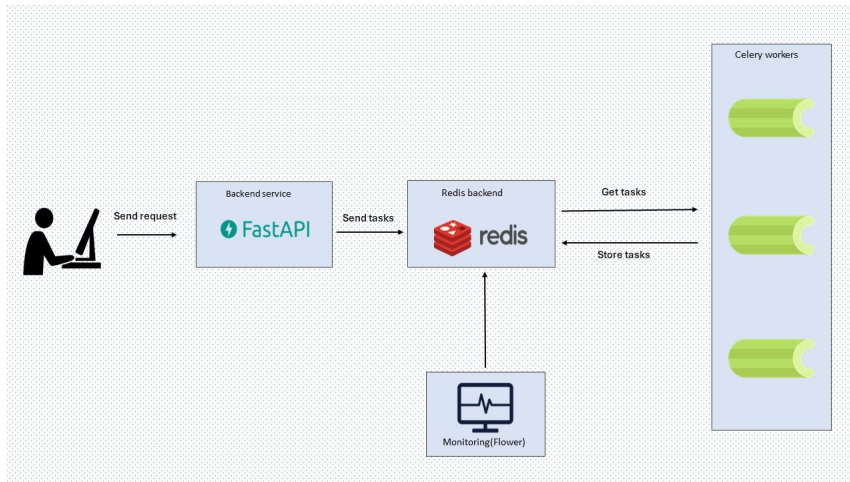 Celery workers
Backend service
Redis backend
Get tasks
Send request
Send tasks
FastAPI
redis
Store tasks
Monitoring(Flower)